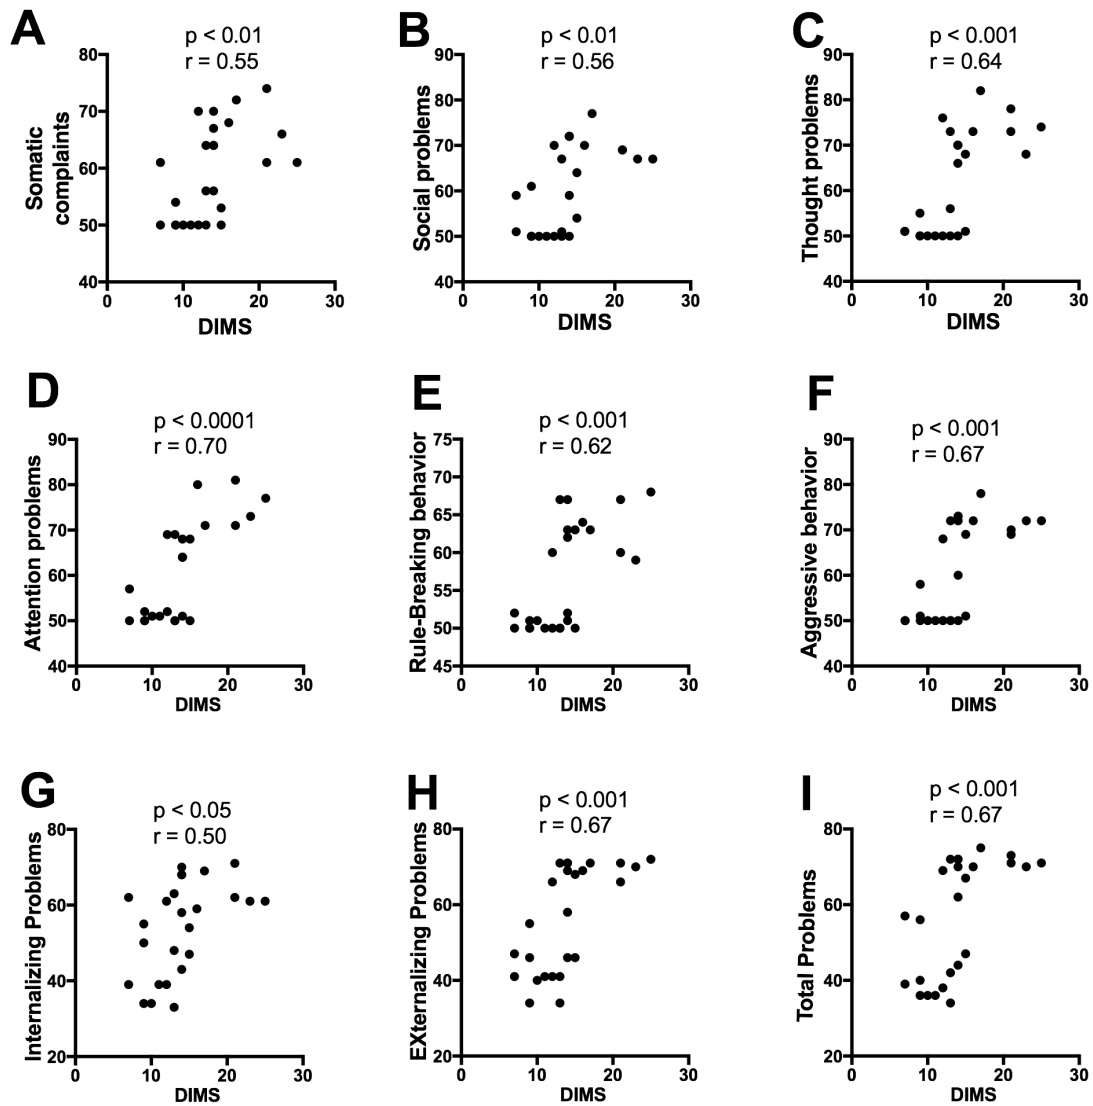 A
p < 0.01
r = 0.55
Somatic
complaints
80
70
60
50
40
0
10
20
30
DIMS
B
p < 0.01
r = 0.56
Social problems
90
80
70
60
50
40
0
10
20
30
DIMS
C
p < 0.001
r = 0.64
Thought problems
90
80
70
60
50
40
0
10
20
30
DIMS
D
p < 0.0001
r = 0.70
Attention problems
90
80
70
60
50
40
0
10
20
30
DIMS
E
p < 0.001
r = 0.62
Rule-Breaking behavior
75
70
65
60
55
50
45
0
10
20
30
DIMS
F
p < 0.001
r = 0.67
Aggressive behavior
90
80
70
60
50
40
0
10
20
30
DIMS
G
p < 0.05
r = 0.50
Internalizing Problems
80
60
40
20
0
10
20
30
DIMS
H
p < 0.001
r = 0.67
EXternalizing Problems
80
60
40
20
0
10
20
30
DIMS
I
p < 0.001
r = 0.67
Total Problems
80
60
40
20
0
10
20
30
DIMS